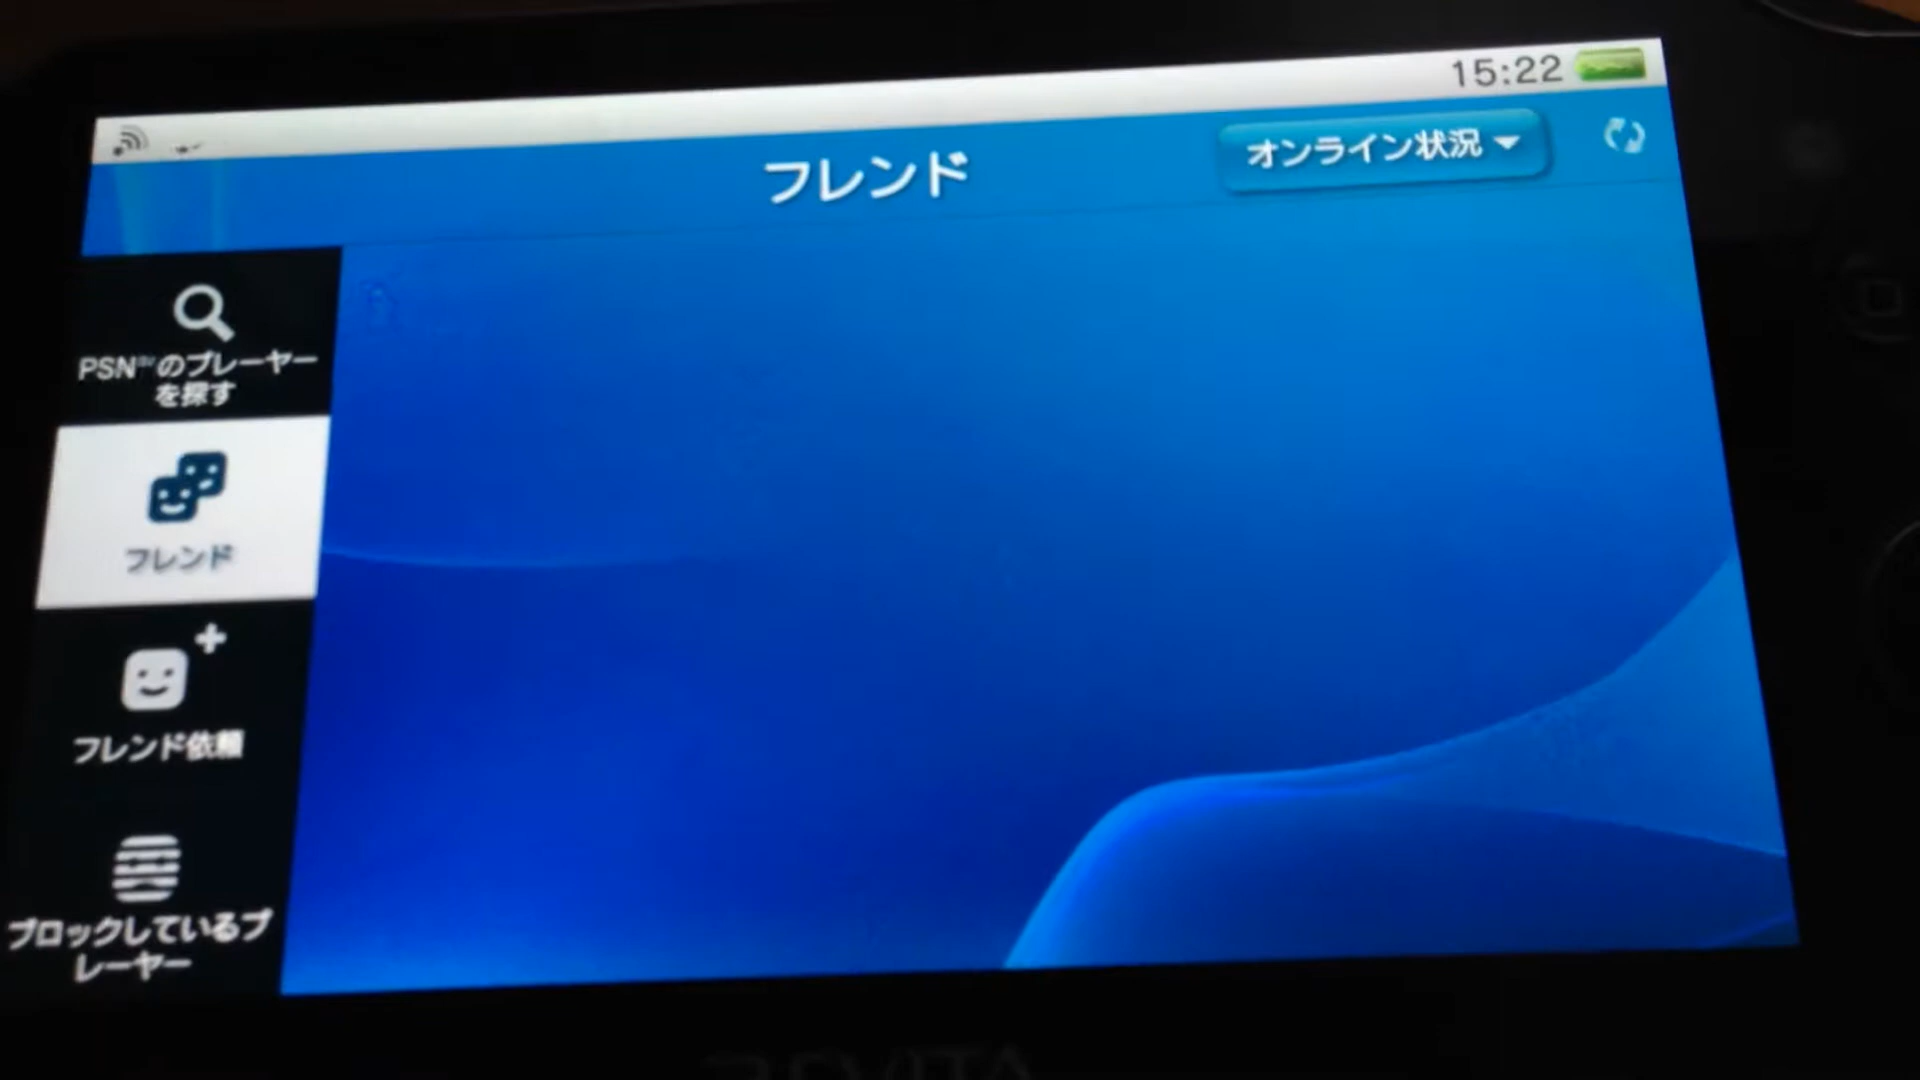 15:22
フレンド
オンライン状況
PSN℠のプレーヤー
を探す
フレンド
フレンド依頼
ブロックしているプ
レーヤー